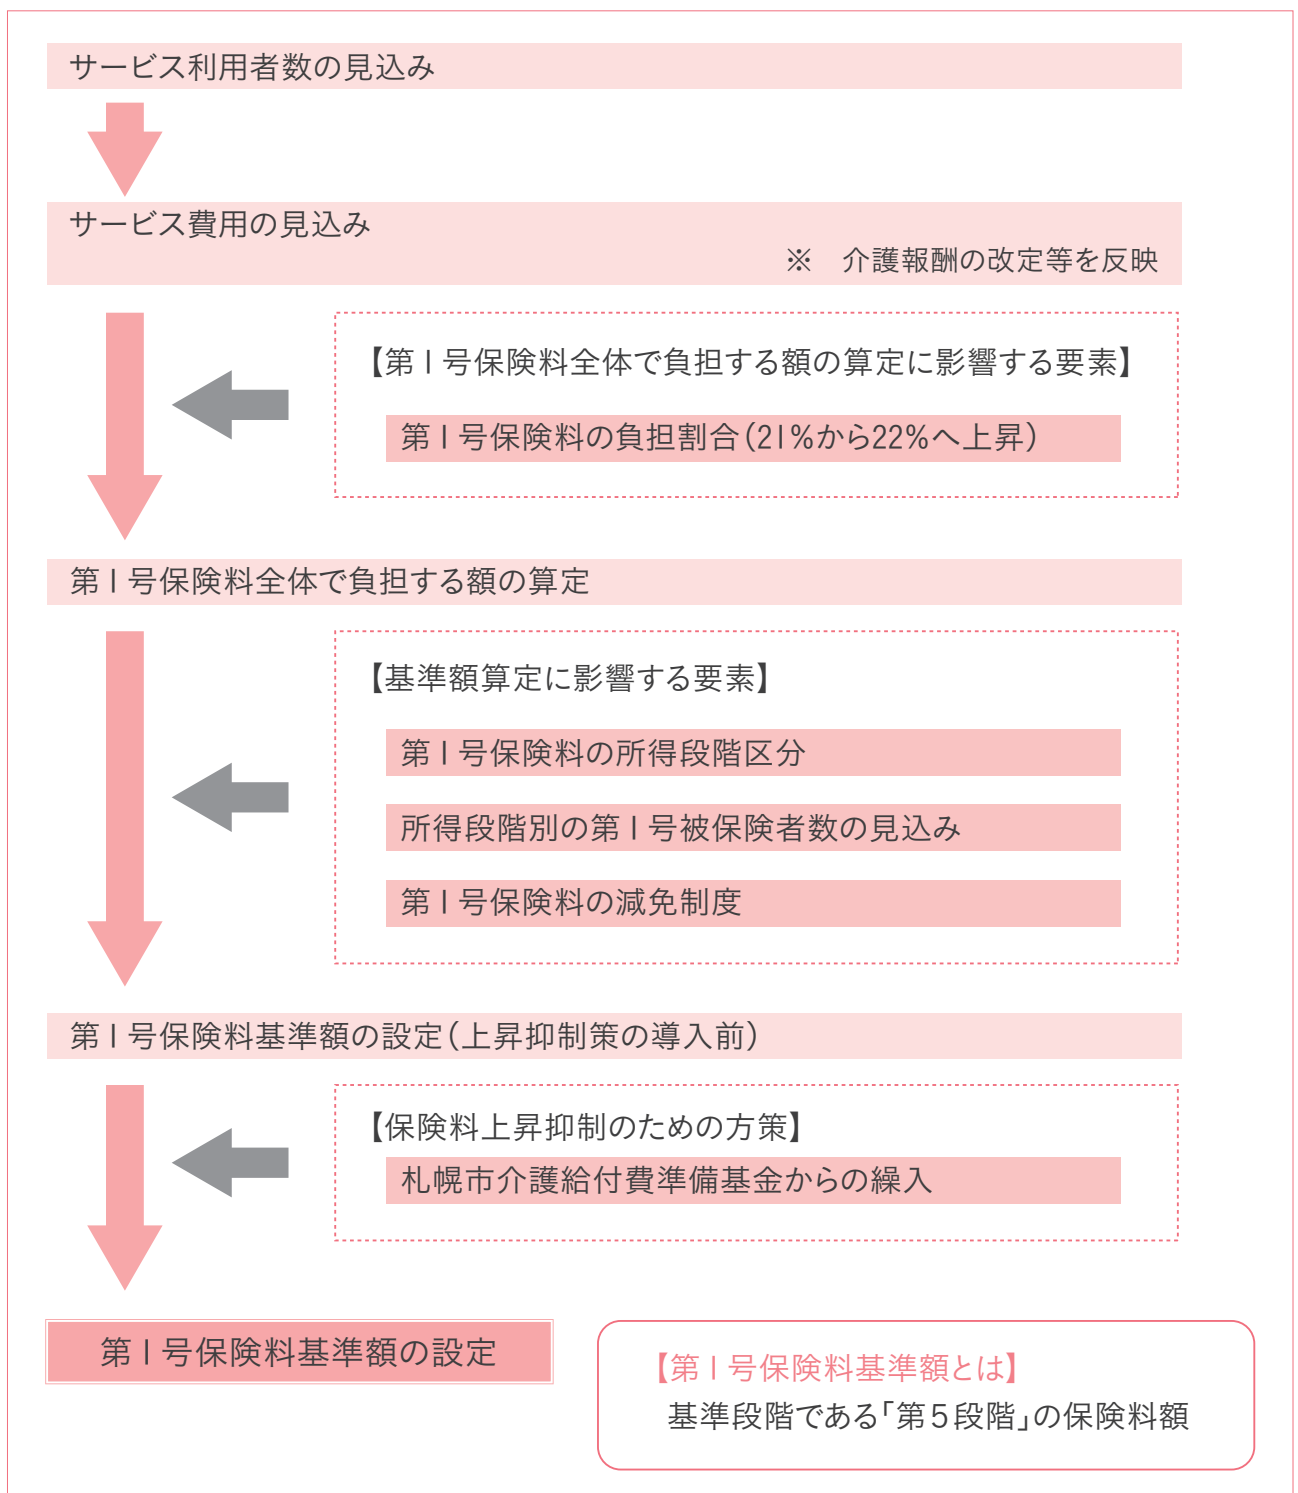 サービス利用者数の見込み
サービス費用の見込み
※　介護報酬の改定等を反映
【第1号保険料全体で負担する額の算定に影響する要素】
第1号保険料の負担割合(21%から22%へ上昇)
第1号保険料全体で負担する額の算定
【基準額算定に影響する要素】
第1号保険料の所得段階区分
所得段階別の第1号被保険者数の見込み
第1号保険料の減免制度
第1号保険料基準額の設定(上昇抑制策の導入前)
【保険料上昇抑制のための方策】
札幌市介護給付費準備基金からの繰入
第1号保険料基準額の設定
【第1号保険料基準額とは】
基準段階である「第5段階」の保険料額